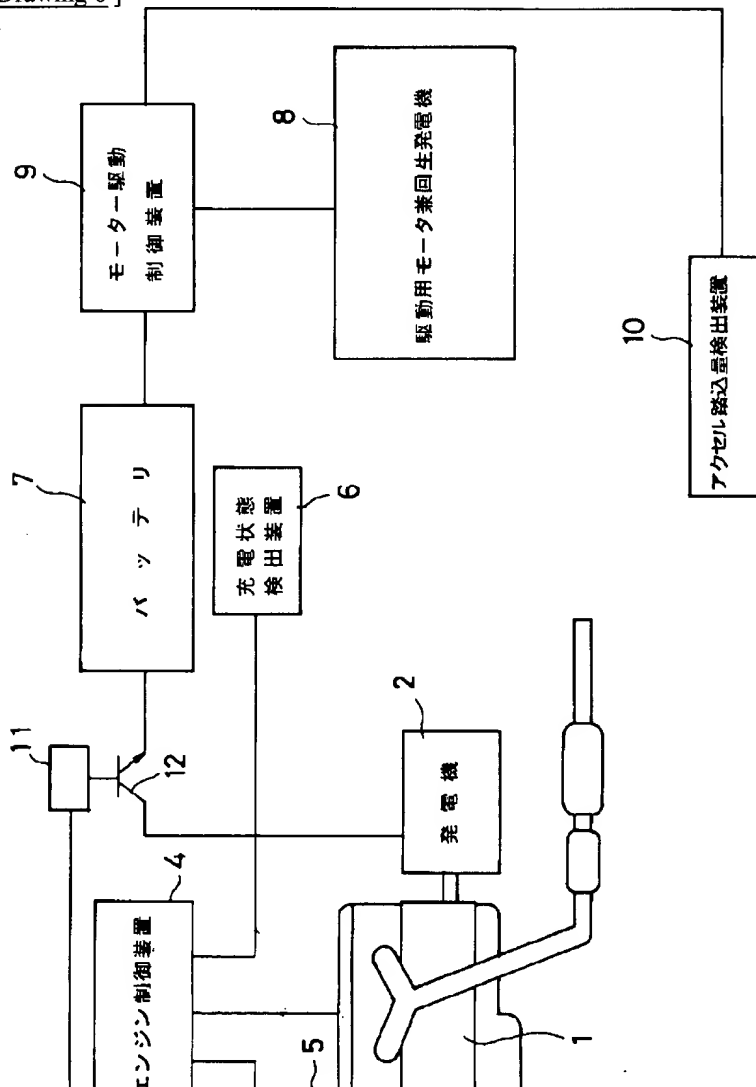 Drawing 6 ]
9
モーター駆動
制御装置
8
駆動用モータ兼回生発電機
10
アクセル踏込量検出装置
7
バッテリ
充電状態
検出装置
6
11
12
2
発電機
4
エンジン制御装置
5
1